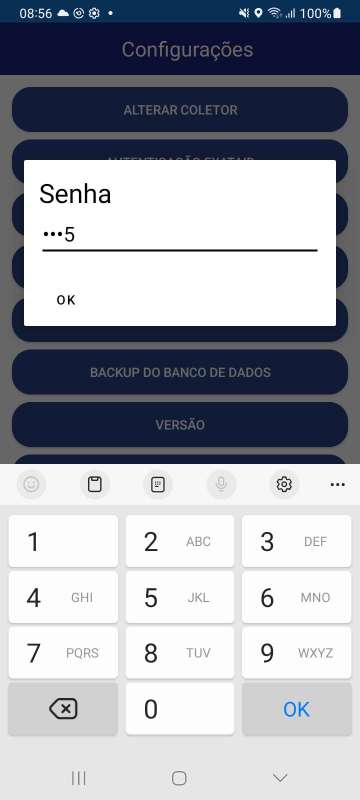 08:56
100%
Configurações
ALTERAR COLETOR
Senha
•••5
OK
BACKUP DO BANCO DE DADOS
VERSÃO
1
2 ABC
3 DEF
4 GHI
5 JKL
6 MNO
7 PQRS
8 TUV
9 WXYZ
0
OK